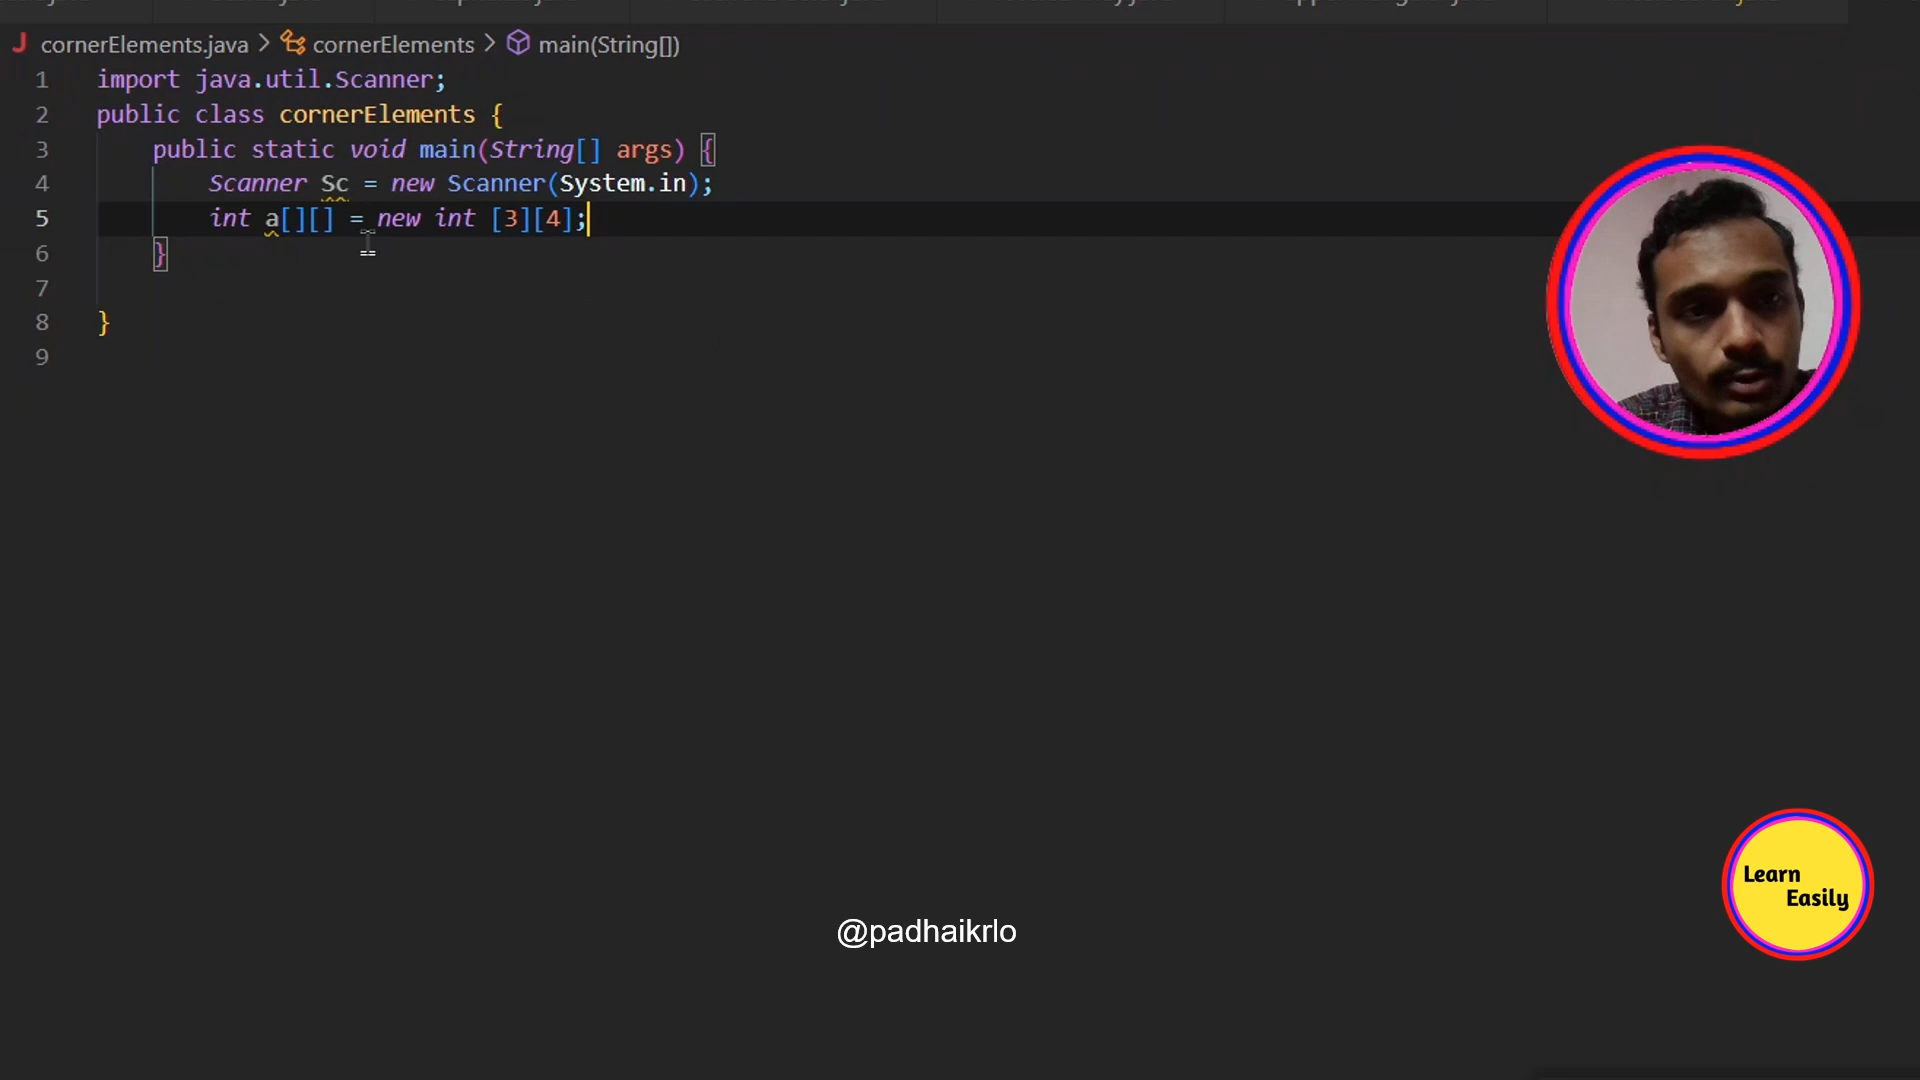 cornerElements.java > cornerElements > main(String[])
1 import java.util.Scanner;
2 public class cornerElements {
3 public static void main(String[] args) {
4 Scanner Sc = new Scanner(System.in);
5 int a[][] = new int [3][4];
6 }
7
8 }
9
Learn
Easily
@padhaikrlo